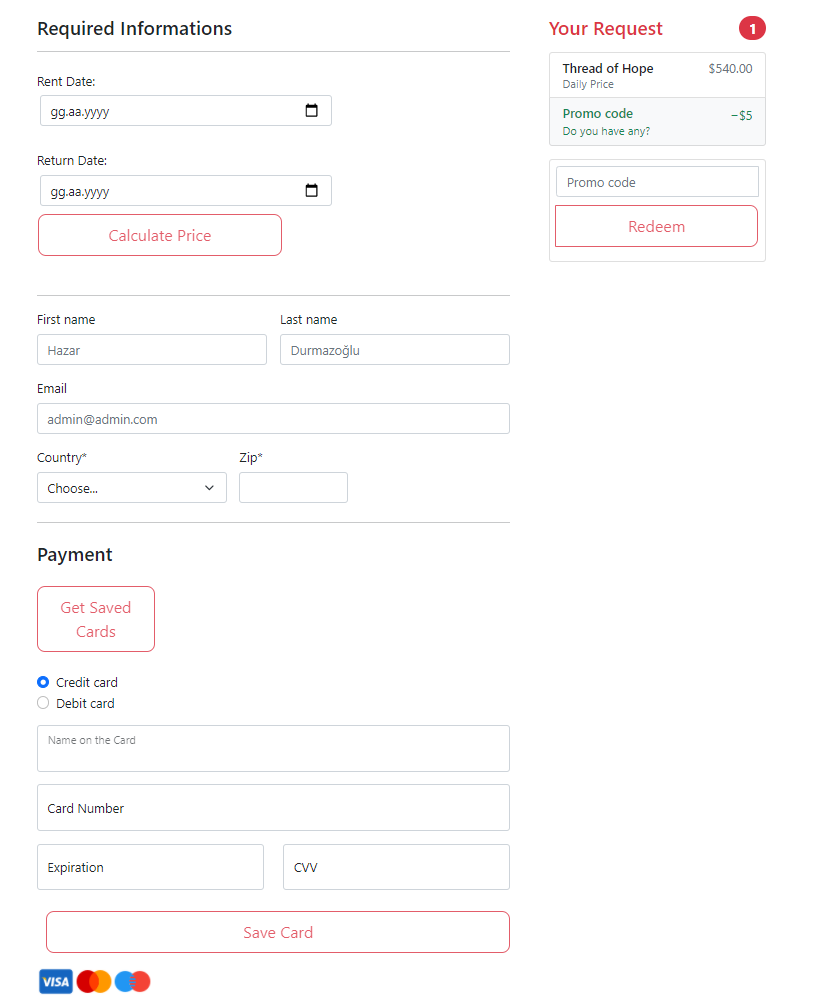 Required Informations
Rent Date:
gg.aa.yyyy
Return Date:
gg.aa.yyyy
Calculate Price
First name
Last name
Hazar
Durmazoğlu
Email
admin@admin.com
Country*
Zip*
Choose...
Payment
Get Saved
Cards
Credit card
Debit card
Name on the Card
Card Number
Expiration
CVV
Save Card
VISA
Your Request
1
Thread of Hope
$540.00
Daily Price
Promo code
−$5
Do you have any?
Promo code
Redeem